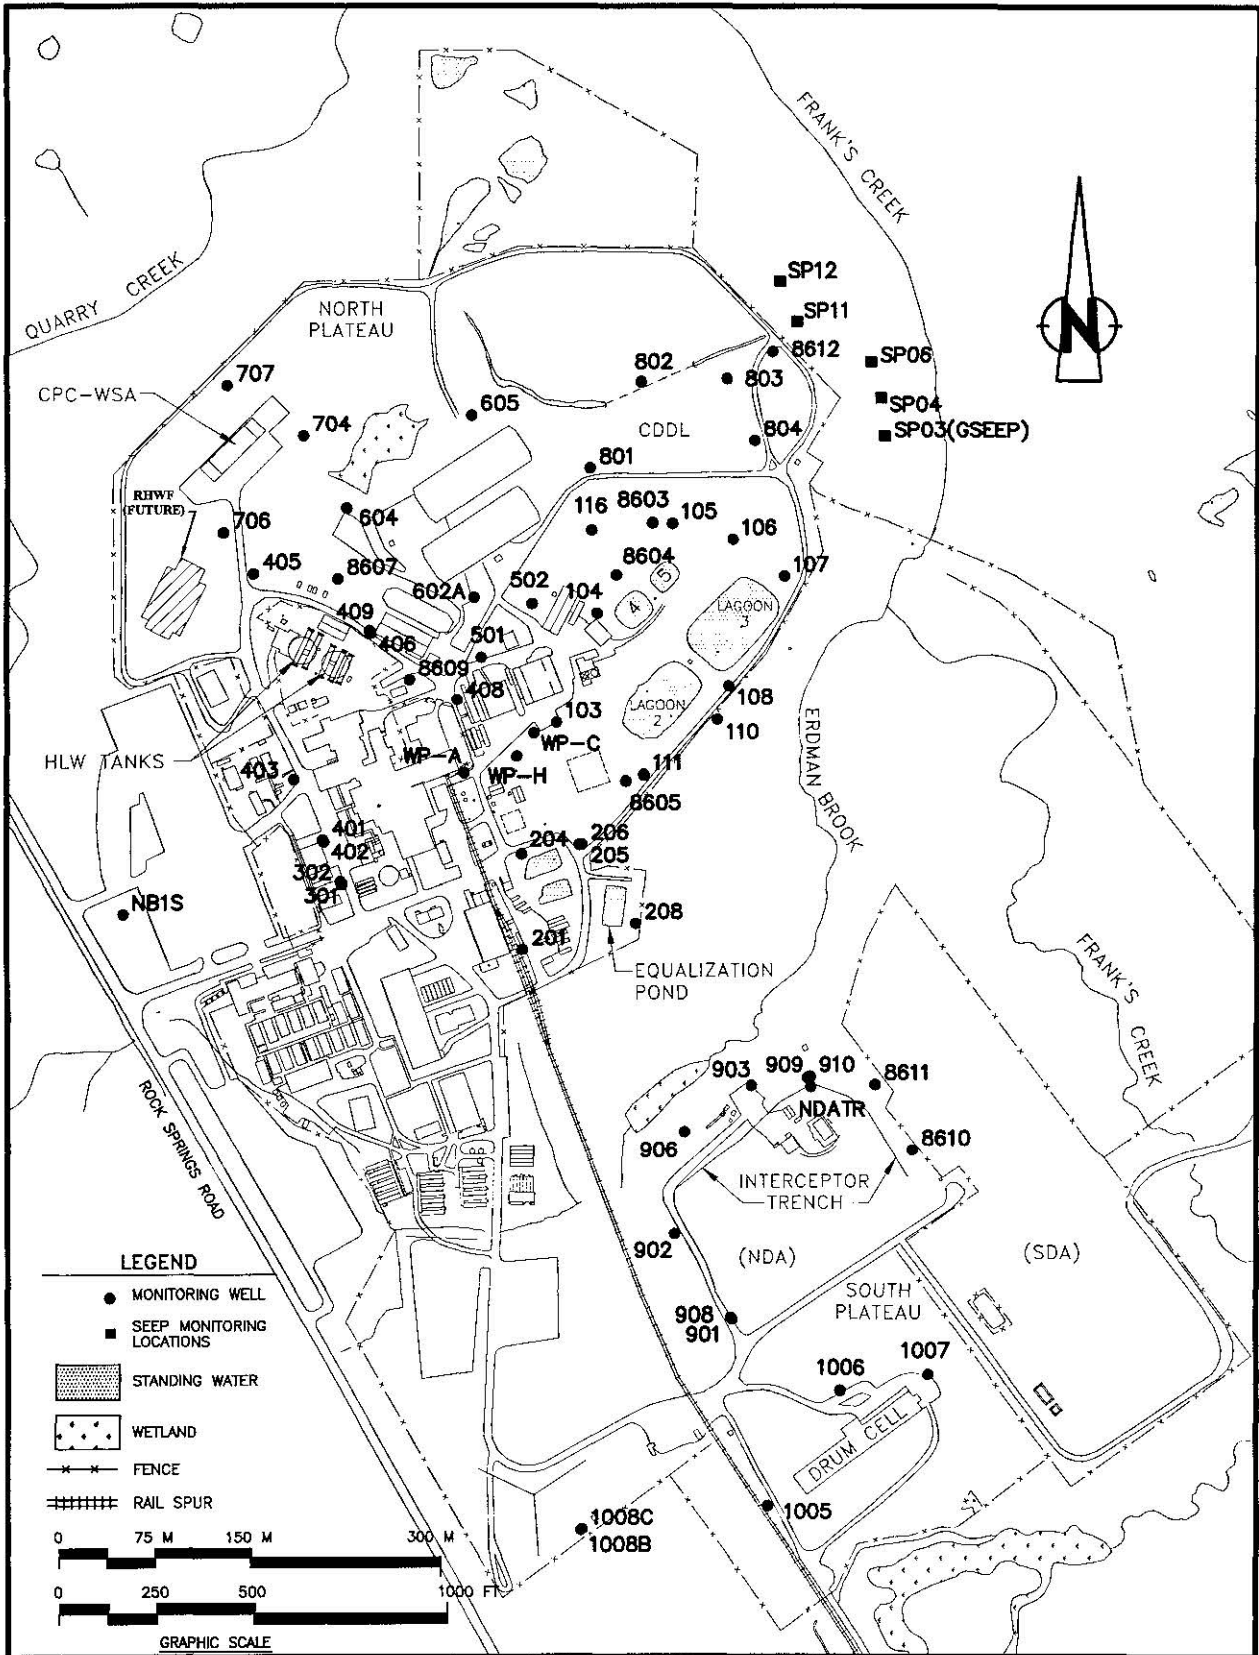 FRANK'S CREEK
QUARRY CREEK
NORTH
PLATEAU
SP12
SP11
SP06
SP04
SP03(GSEEP)
N
8612
802
803
707
CPC-WSA
605
704
CDDL
804
801
RHWF
(FUTURE)
706
604
116
8603
105
106
405
8607
8604
107
602A
502
104
4
5
LAGOON
3
409
406
501
8609
408
LAGOON
2
108
110
103
WP-C
WP-A
WP-H
HLW TANKS
403
111
8605
ERDMAN BROOK
401
402
204
206
205
302
301
NB1S
208
201
EQUALIZATION
POND
FRANK'S CREEK
903
909
910
8611
NDATR
906
8610
ROCK SPRINGS ROAD
INTERCEPTOR
TRENCH
902
(NDA)
(SDA)
SOUTH
PLATEAU
908
901
1006
1007
DRUM CELL
1005
1008C
1008B
LEGEND
MONITORING WELL
SEEP MONITORING
LOCATIONS
STANDING WATER
WETLAND
FENCE
RAIL SPUR
0 75 M 150 M 300 M
0 250 500 1000 FT
GRAPHIC SCALE